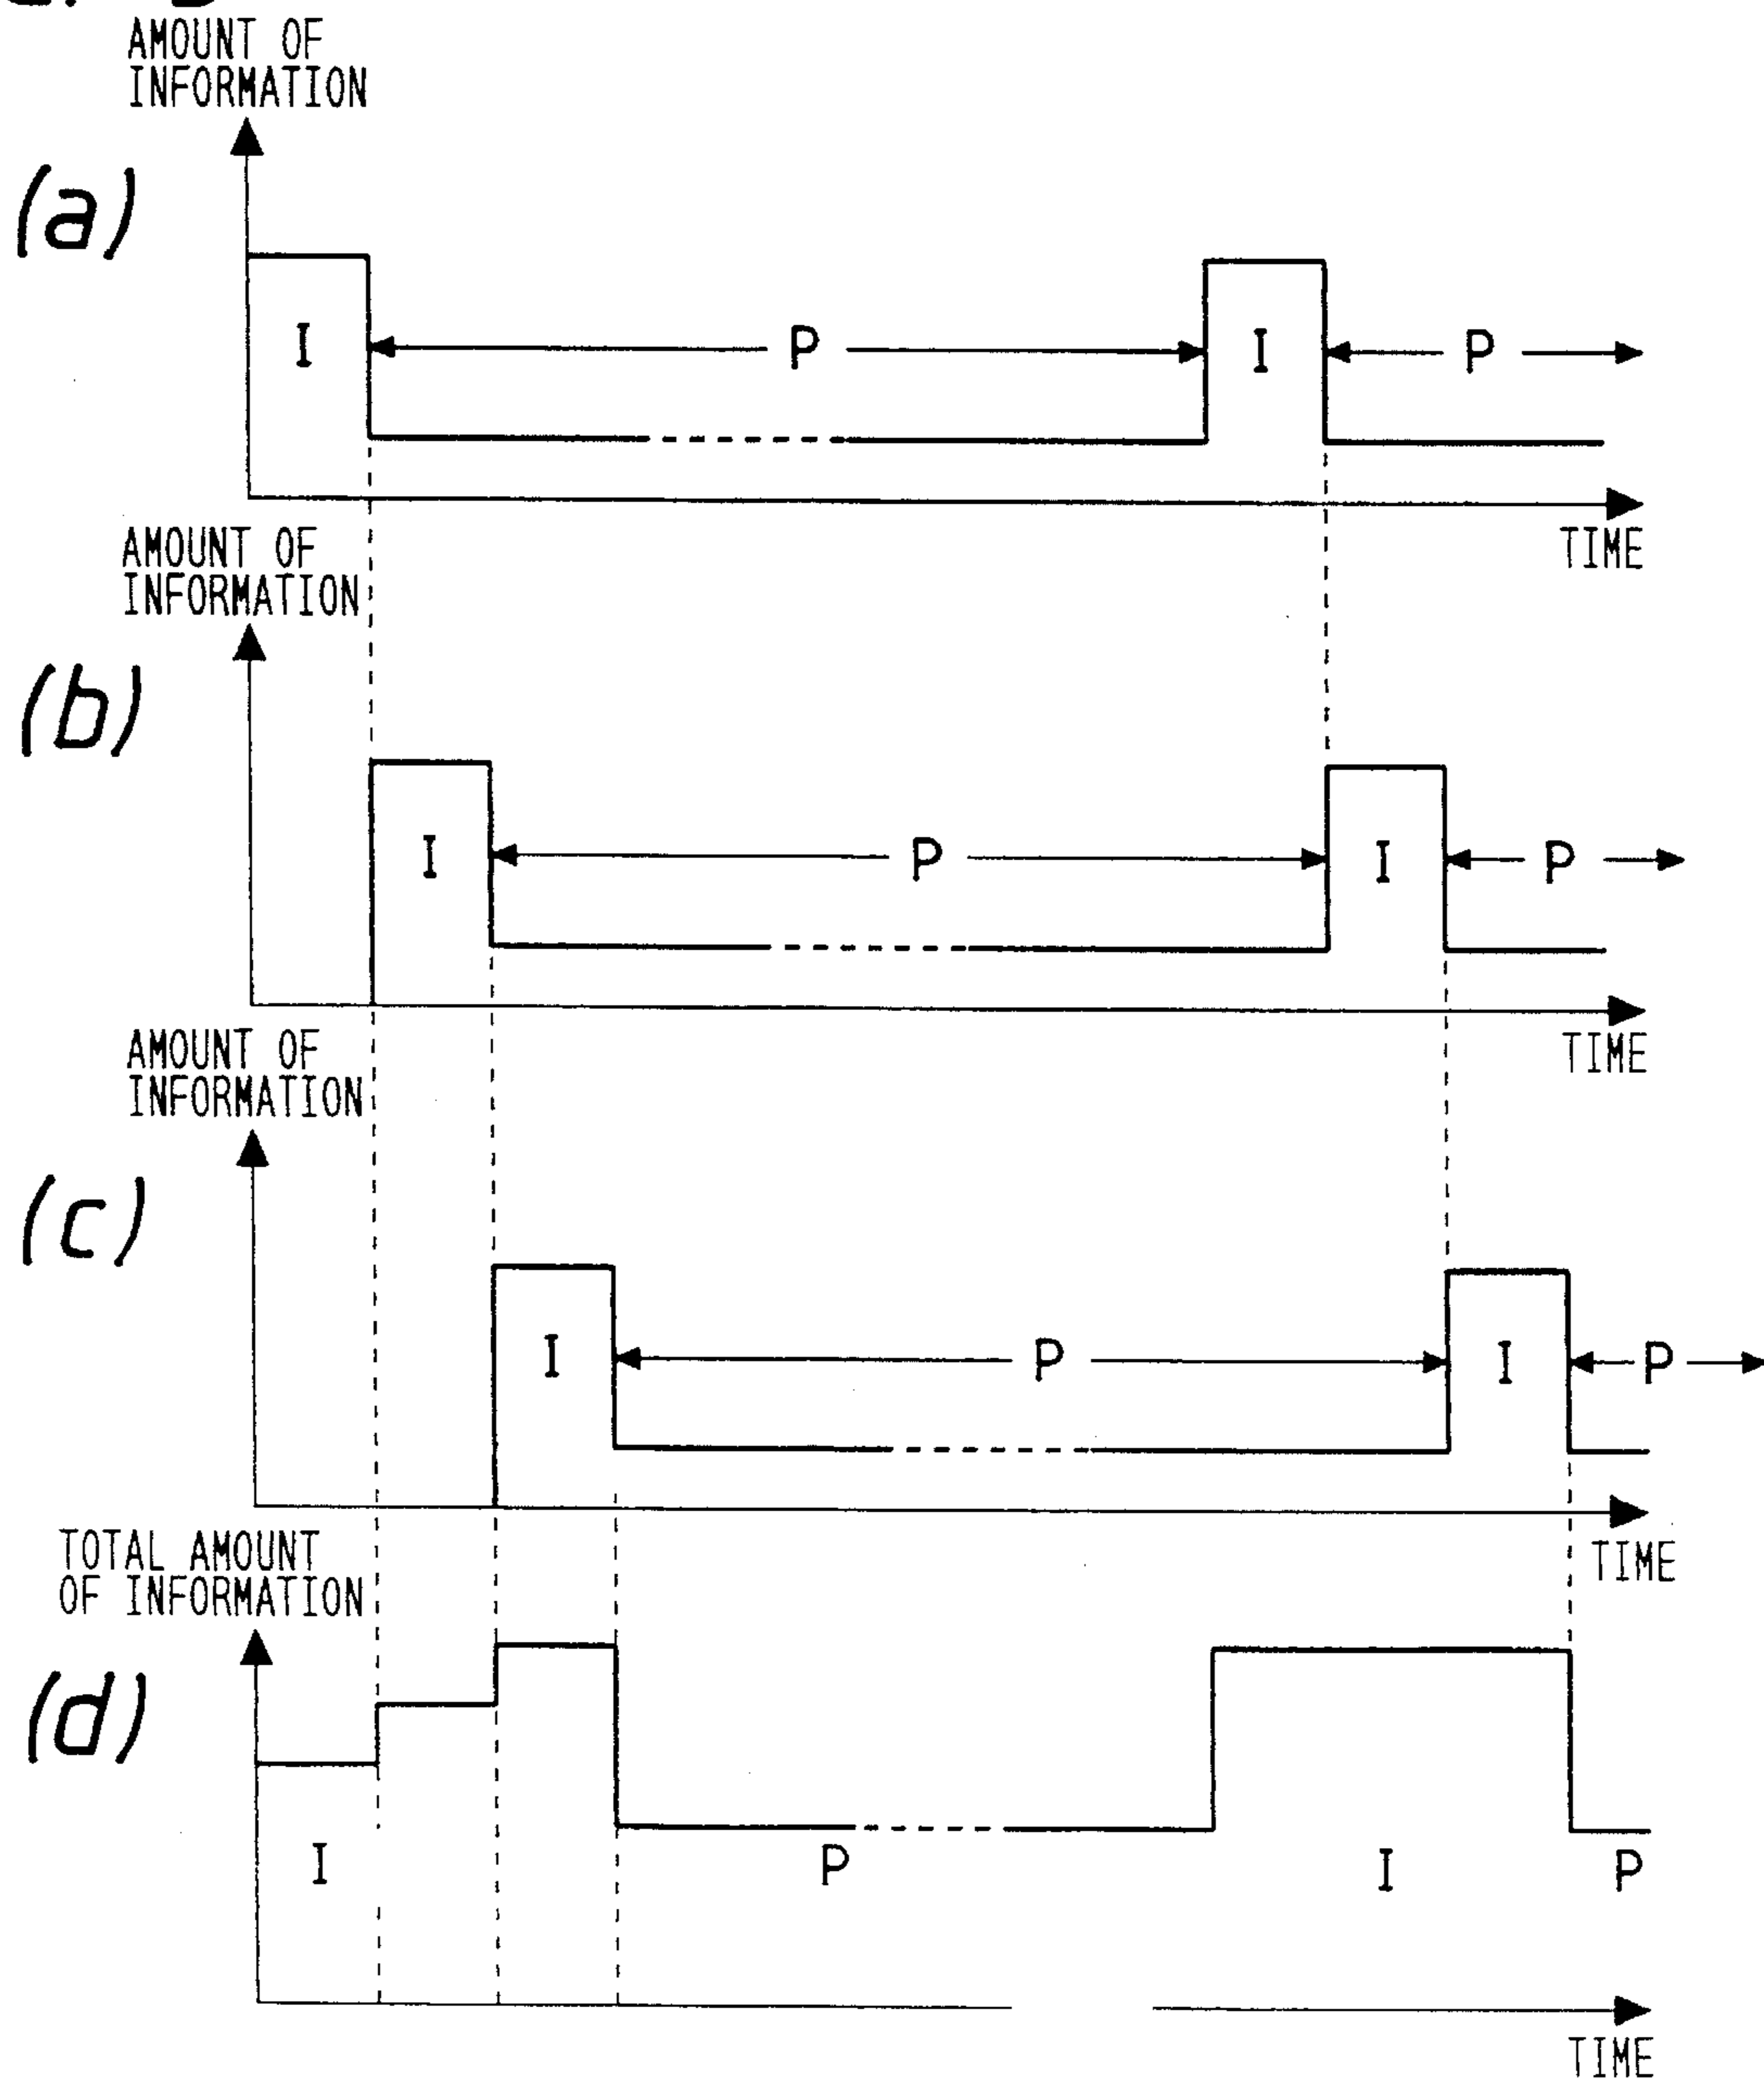 AMOUNT OF
INFORMATION
(a)
I
P
I
P
TIME
AMOUNT OF
INFORMATION
(b)
I
P
I
P
TIME
AMOUNT OF
INFORMATION
(c)
I
P
I
P
TIME
TOTAL AMOUNT
OF INFORMATION
(d)
I
P
I
P
TIME